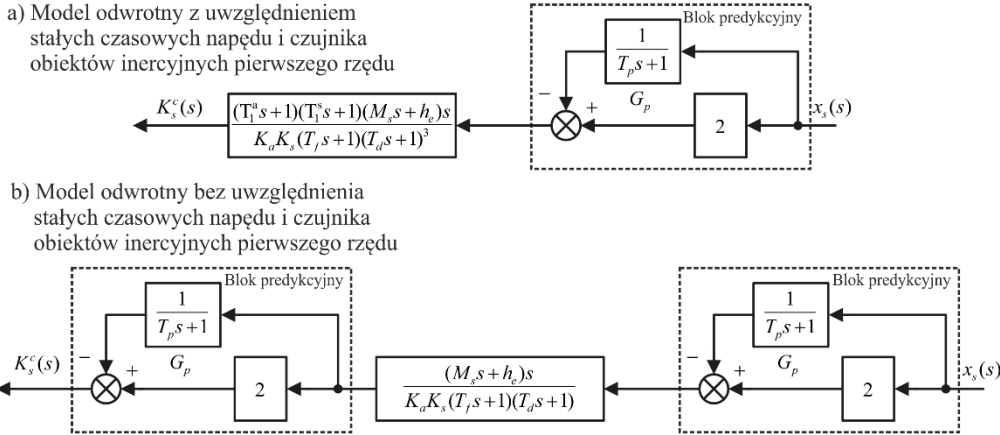 a) Model odwrotny z uwzględnieniem
stałych czasowych napędu i czujnika
obiektów inercyjnych pierwszego rzędu
Blok predykcyjny
1
T_p s+1
−
+
G_p
2
x_s(s)
K_s^c(s)
(T_1^a s+1)(T_1^s s+1)(M_s s+h_e)s
K_a K_s(T_f s+1)(T_d s+1)^3
b) Model odwrotny bez uwzględnienia
stałych czasowych napędu i czujnika
obiektów inercyjnych pierwszego rzędu
Blok predykcyjny
1
T_p s+1
−
+
G_p
2
K_s^c(s)
(M_s s+h_e)s
K_a K_s(T_f s+1)(T_d s+1)
Blok predykcyjny
1
T_p s+1
−
+
G_p
2
x_s(s)